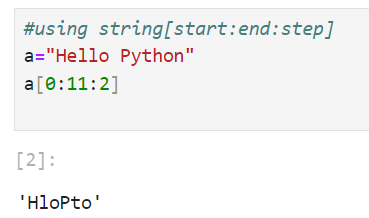 #using string[start:end:step]
a="Hello Python"
a[0:11:2]
[2]:
'HloPto'